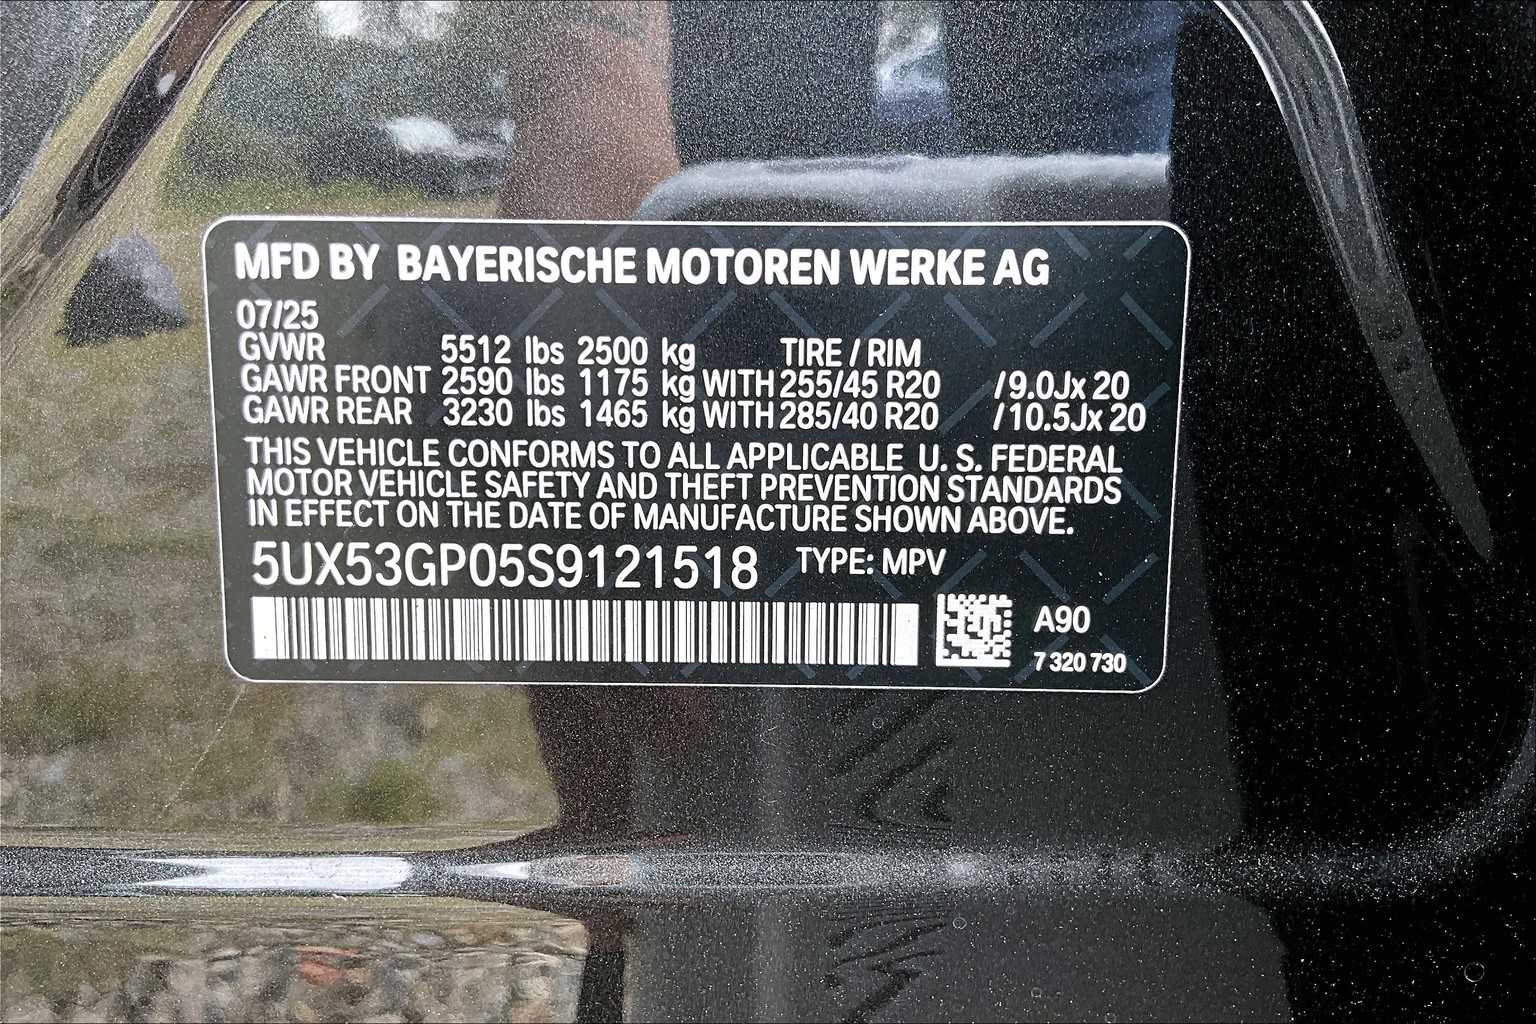 MFD BY BAYERISCHE MOTOREN WERKE AG
07/25
GVWR 5512 lbs 2500 kg TIRE / RIM
GAWR FRONT 2590 lbs 1175 kg WITH 255/45 R20 /9.0Jx 20
GAWR REAR 3230 lbs 1465 kg WITH 285/40 R20 /10.5Jx 20
THIS VEHICLE CONFORMS TO ALL APPLICABLE U. S. FEDERAL
MOTOR VEHICLE SAFETY AND THEFT PREVENTION STANDARDS
IN EFFECT ON THE DATE OF MANUFACTURE SHOWN ABOVE.
5UX53GP05S9121518 TYPE: MPV
A90
7 320 730